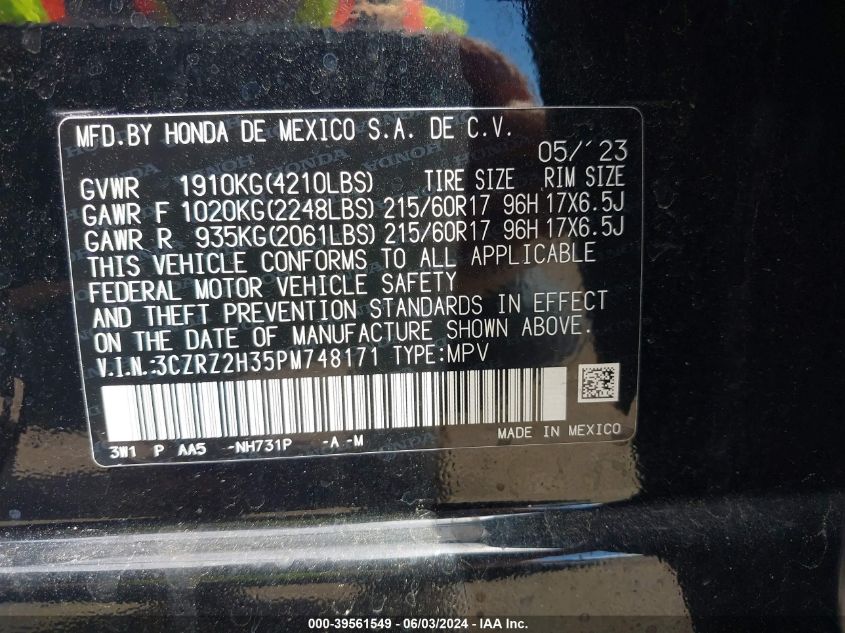 MFD.BY HONDA DE MEXICO S.A. DE C.V.
05/'23
GVWR 1910KG(4210LBS) TIRE SIZE RIM SIZE
GAWR F 1020KG(2248LBS) 215/60R17 96H 17X6.5J
GAWR R 935KG(2061LBS) 215/60R17 96H 17X6.5J
THIS VEHICLE CONFORMS TO ALL APPLICABLE
FEDERAL MOTOR VEHICLE SAFETY
AND THEFT PREVENTION STANDARDS IN EFFECT
ON THE DATE OF MANUFACTURE SHOWN ABOVE.
V.I.N.:3CZRZ2H35PM748171 TYPE:MPV
3W1 P AA5 -NH731P -A -M
MADE IN MEXICO
000-39561549 - 06/03/2024 - IAA Inc.